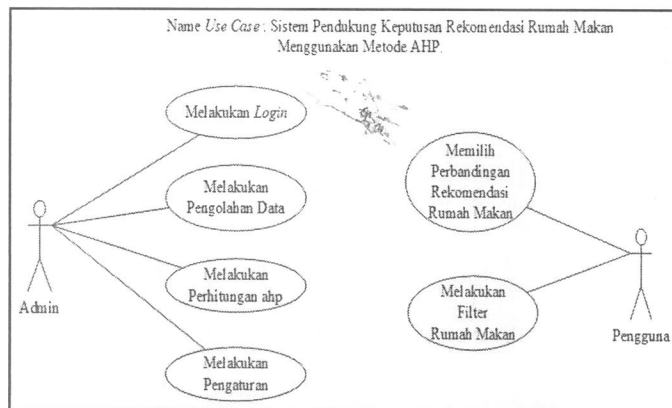 Name Use Case : Sistem Pendukung Keputusan Rekomendasi Rumah Makan
Menggunakan Metode AHP.
Melakukan Login
Melakukan
Pengolahan Data
Melakukan
Perhitungan ahp
Melakukan
Pengaturan
Admin
Memilih
Perbandingan
Rekomendasi
Rumah Makan
Melakukan
Filter
Rumah Makan
Pengguna